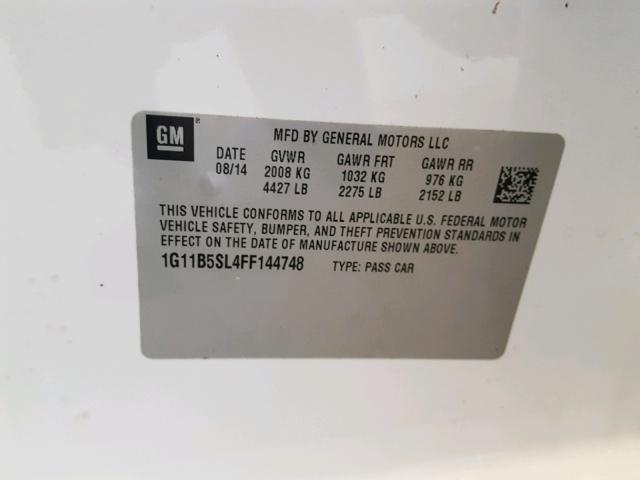 GM ®
MFD BY GENERAL MOTORS LLC
DATE GVWR GAWR FRT GAWR RR
08/14 2008 KG 1032 KG 976 KG
4427 LB 2275 LB 2152 LB
THIS VEHICLE CONFORMS TO ALL APPLICABLE U.S. FEDERAL MOTOR
VEHICLE SAFETY, BUMPER, AND THEFT PREVENTION STANDARDS IN
EFFECT ON THE DATE OF MANUFACTURE SHOWN ABOVE.
1G11B5SL4FF144748 TYPE: PASS CAR